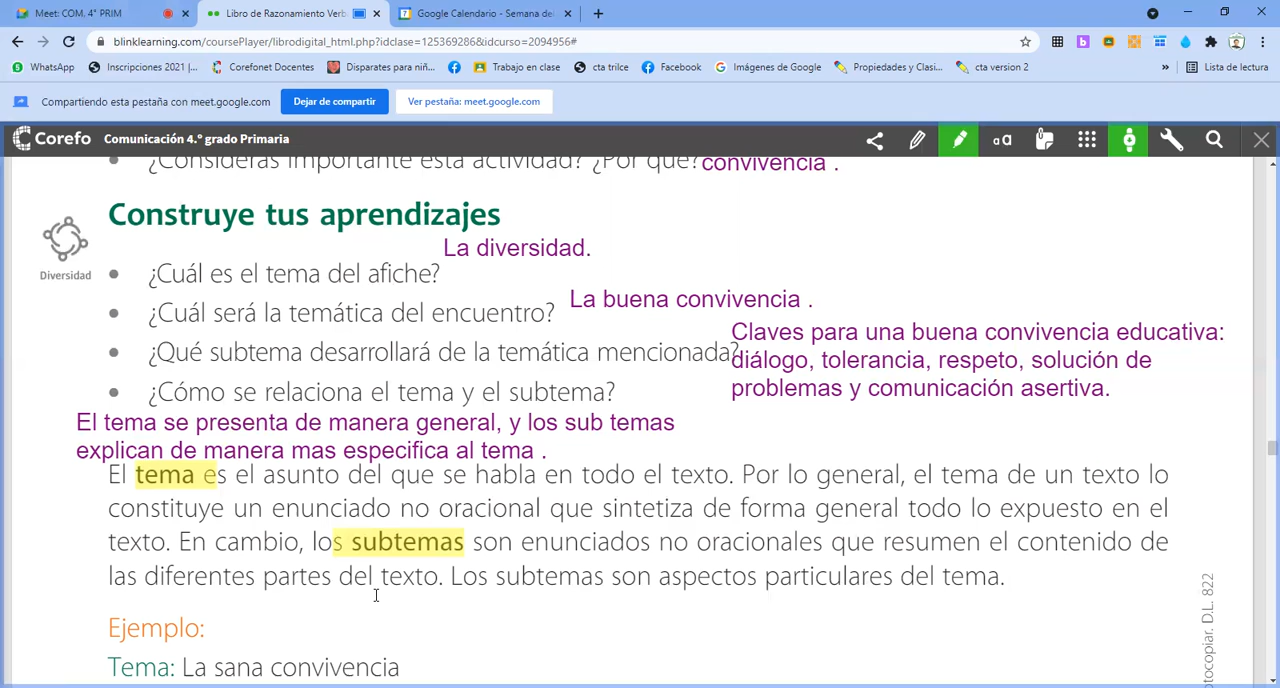 Meet: COM, 4° PRIM
Libro de Razonamiento Verb
Google Calendario - Semana de
blinklearning.com/coursePlayer/librodigital_html.php?idclase=125369286&idcurso=2094956#
WhatsApp Inscripciones 2021 |... Corefonet Docentes Disparates para niñ... Trabajo en clase cta trilce Facebook Imágenes de Google Propiedades y Clasi... cta version 2 » Lista de lectura
Compartiendo esta pestaña con meet.google.com Dejar de compartir Ver pestaña: meet.google.com
Corefo Comunicación 4.º grado Primaria
¿Consideras importante esta actividad? ¿Por qué? convivencia .
Construye tus aprendizajes
La diversidad.
Diversidad
¿Cuál es el tema del afiche?
La buena convivencia .
¿Cuál será la temática del encuentro?
Claves para una buena convivencia educativa:
¿Qué subtema desarrollará de la temática mencionada?
diálogo, tolerancia, respeto, solución de
problemas y comunicación asertiva.
¿Cómo se relaciona el tema y el subtema?
El tema se presenta de manera general, y los sub temas
explican de manera mas especifica al tema .
El tema es el asunto del que se habla en todo el texto. Por lo general, el tema de un texto lo
constituye un enunciado no oracional que sintetiza de forma general todo lo expuesto en el
texto. En cambio, los subtemas son enunciados no oracionales que resumen el contenido de
las diferentes partes del texto. Los subtemas son aspectos particulares del tema.
Ejemplo:
Tema: La sana convivencia
otocopiar. D.L. 822